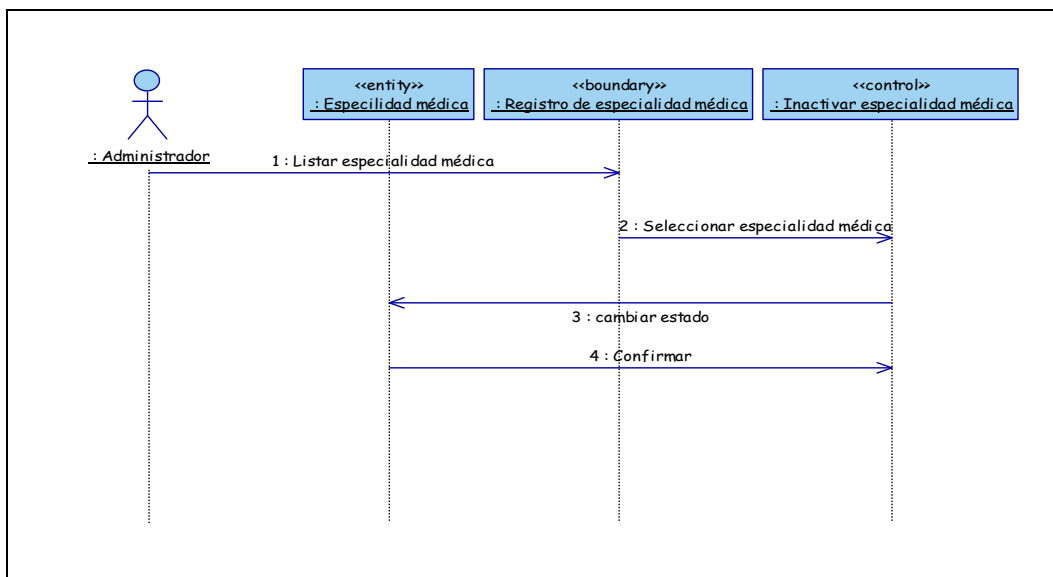 <<entity>>
: Especilidad médica
<<boundary>>
: Registro de especialidad médica
<<control>>
: Inactivar especialidad médica
: Administrador
1 : Listar especialidad médica
2 : Seleccionar especialidad médica
3 : cambiar estado
4 : Confirmar